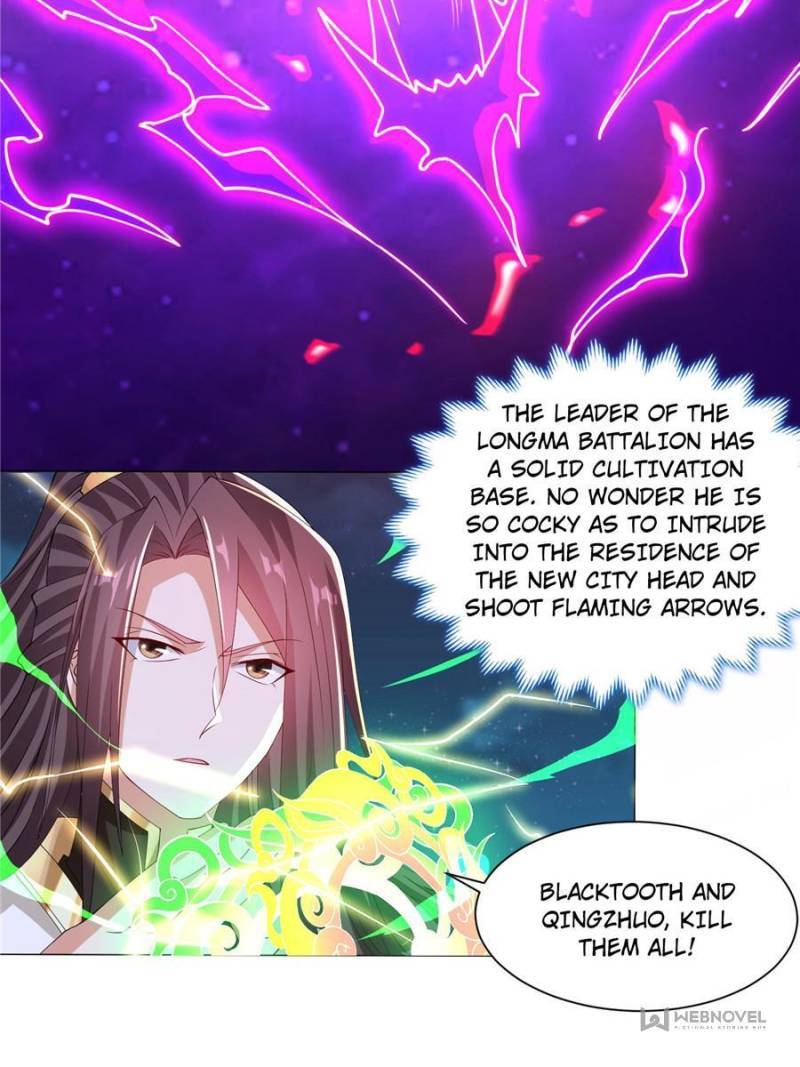 THE LEADER OF THE
LONGMA BATTALION HAS
A SOLID CULTIVATION
BASE. NO WONDER HE IS
SO COCKY AS TO INTRUDE
INTO THE RESIDENCE OF
THE NEW CITY HEAD AND
SHOOT FLAMING ARROWS.
BLACKTOOTH AND
QINGZHUO, KILL
THEM ALL!
WEBNOVEL